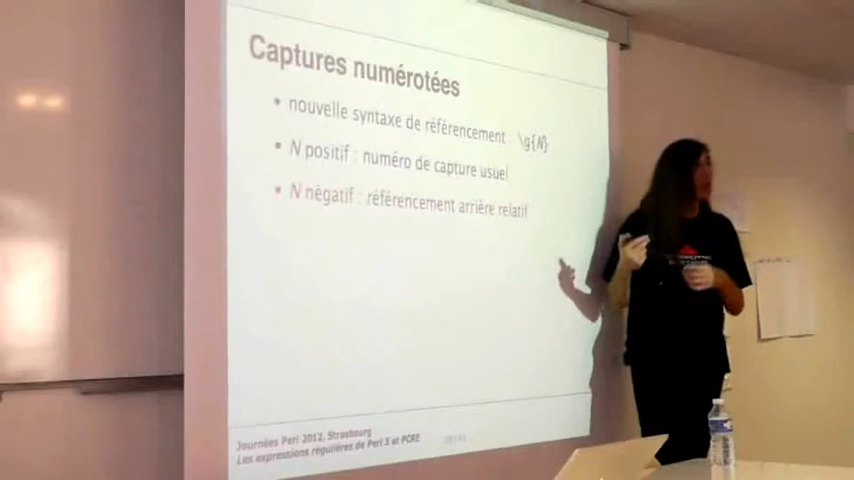 Captures numérotées
• nouvelle syntaxe de référencement : \g{N}
• N positif : numéro de capture usuel
• N négatif : référencement arrière relatif
Journées Perl 2012, Strasbourg
Les expressions régulières de Perl 5 et PCRE